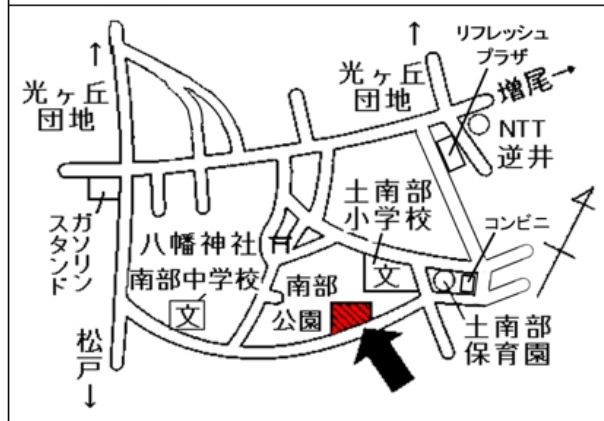 リフレッシュ
プラザ
光ヶ丘
団地
光ヶ丘
団地
増尾
NTT
逆井
ガソリン
スタンド
土南部
小学校
八幡神社
コンビニ
南部中学校
文
文
南部
公園
土南部
保育園
松戸